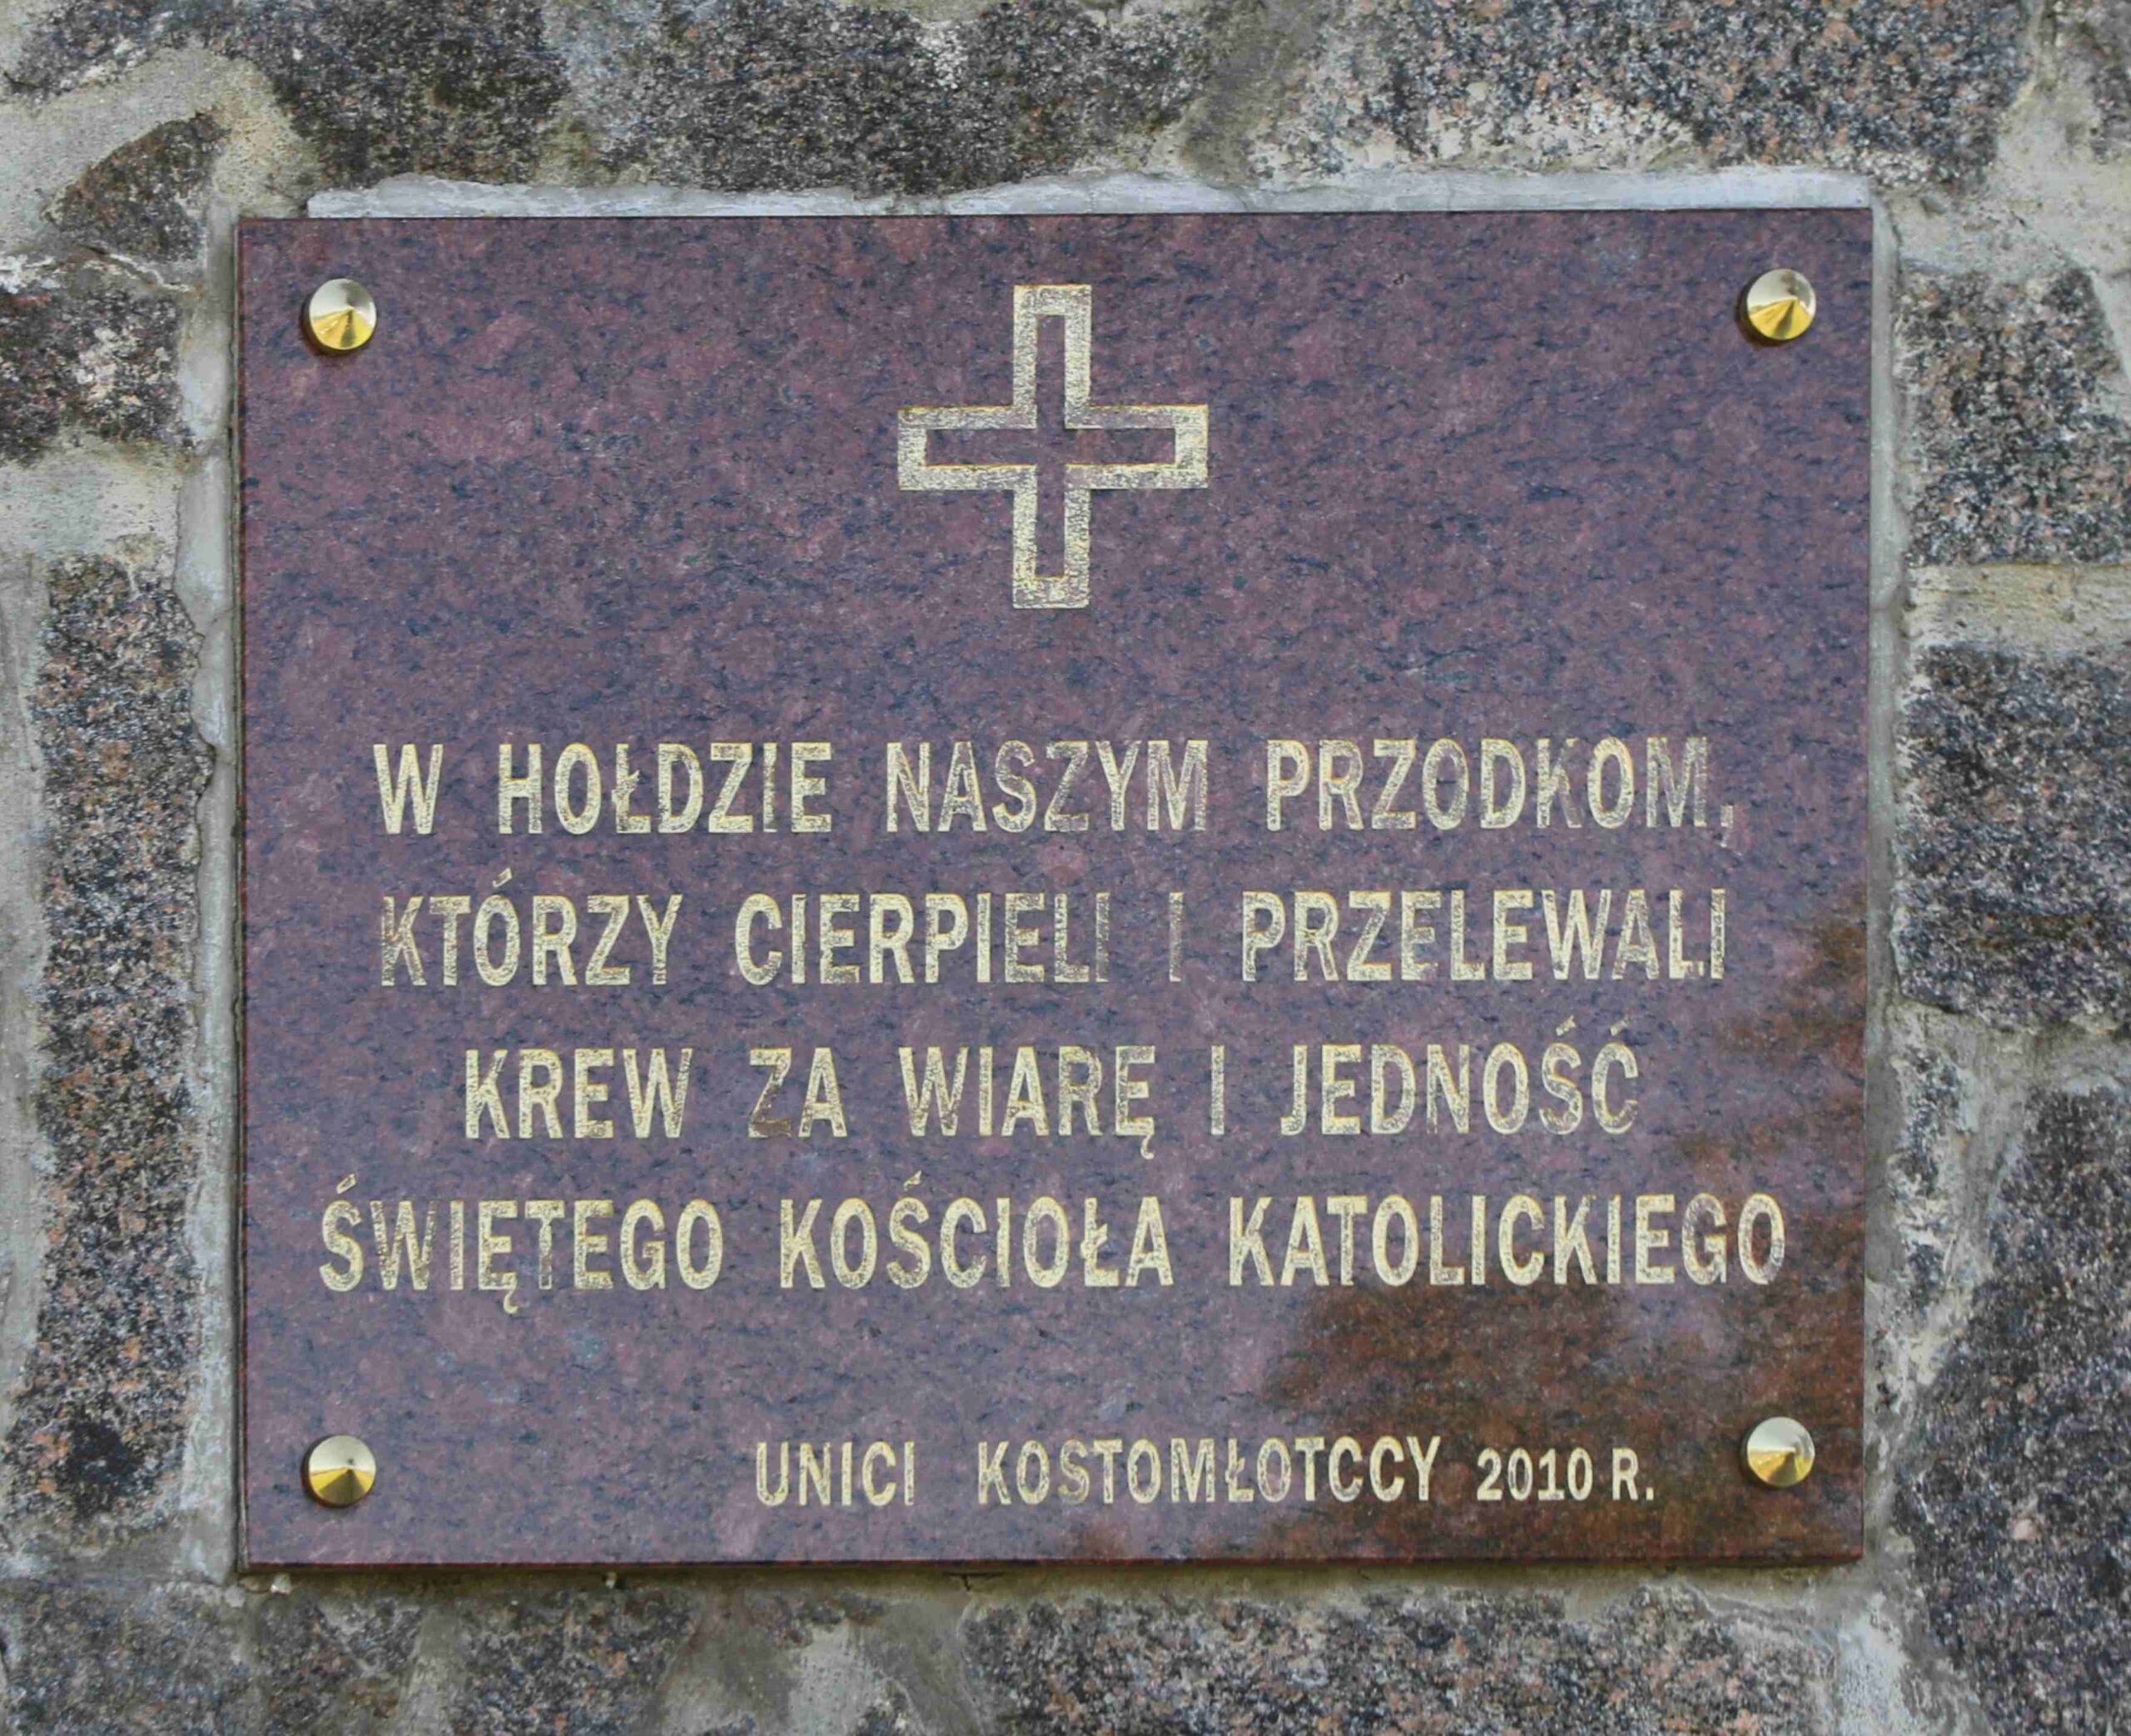 W HOŁDZIE NASZYM PRZODKOM,
KTÓRZY CIERPIELI I PRZELEWALI
KREW ZA WIARĘ I JEDNOŚĆ
ŚWIĘTEGO KOŚCIOŁA KATOLICKIEGO
UNICI KOSTOMŁOTCCY 2010 R.